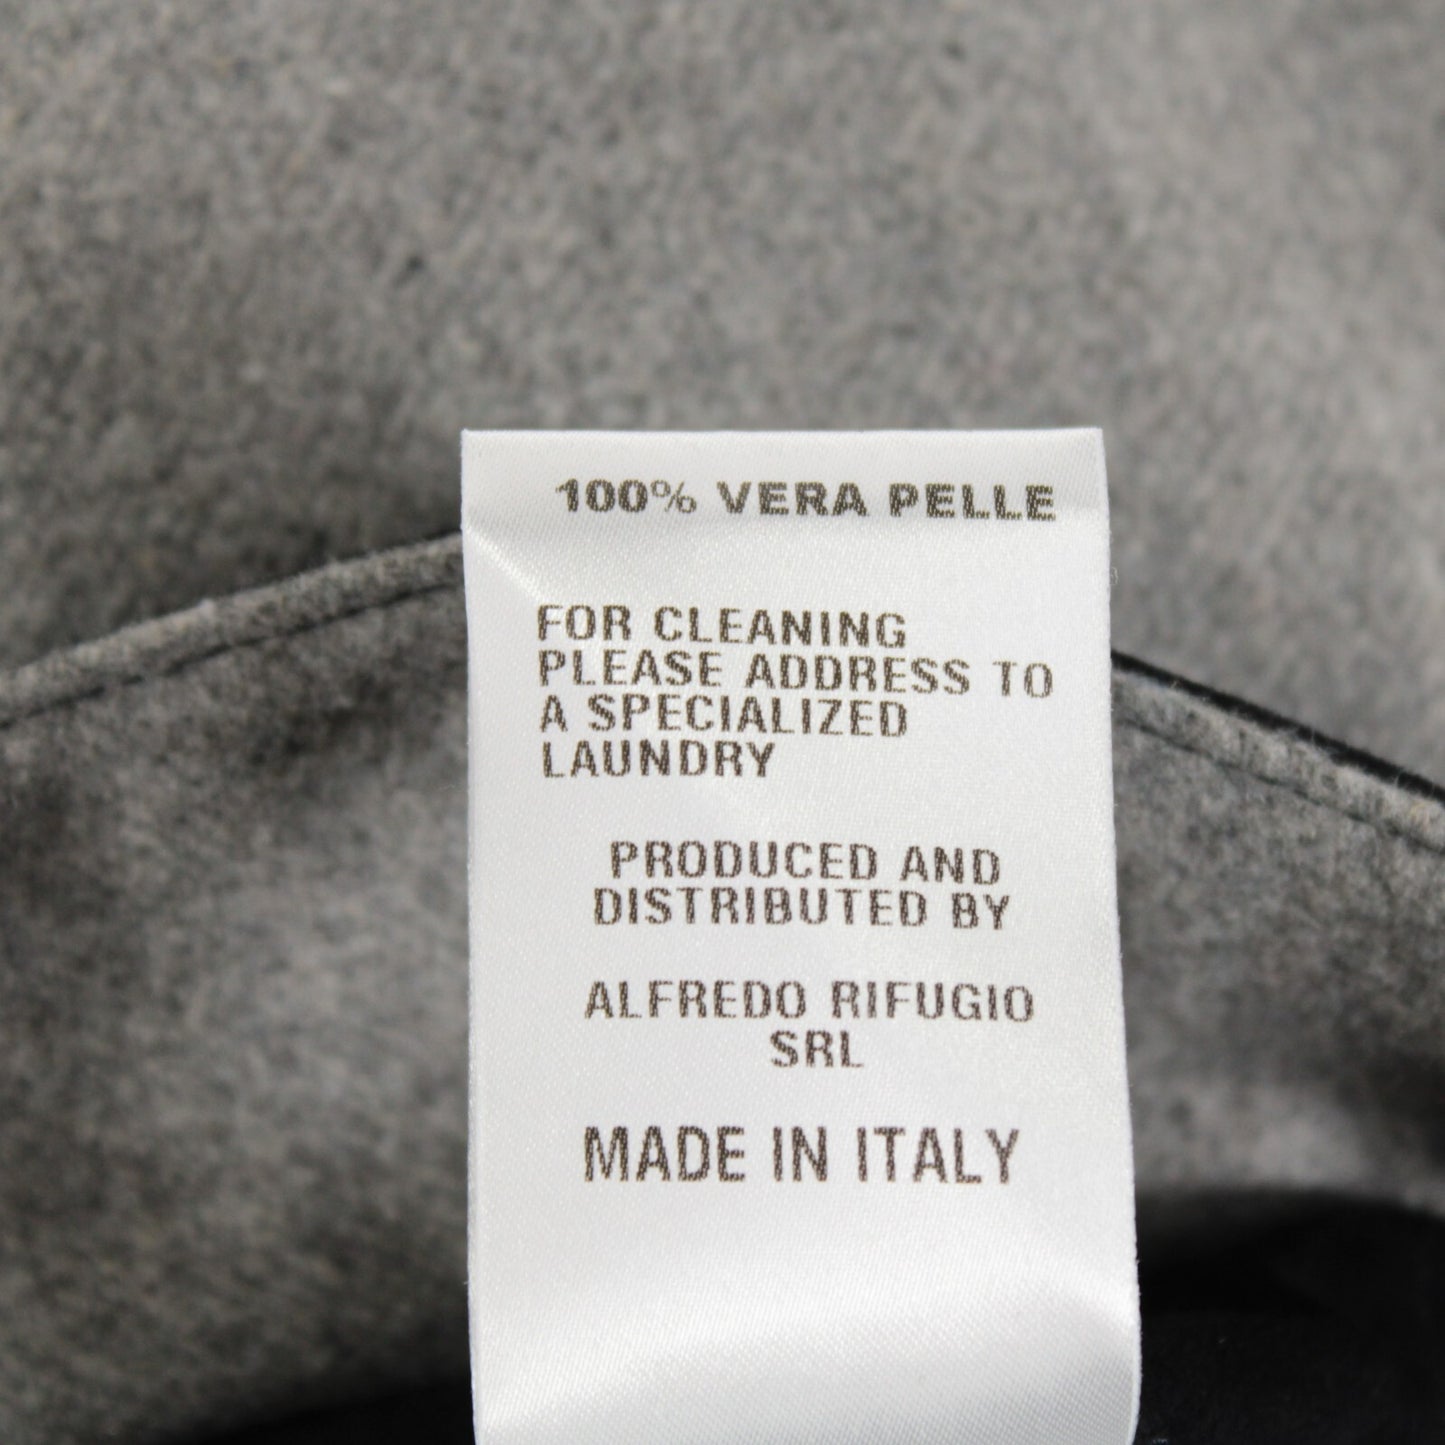 100% VERA PELLE
FOR CLEANING
PLEASE ADDRESS TO
A SPECIALIZED
LAUNDRY
PRODUCED AND
DISTRIBUTED BY
ALFREDO RIFUGIO
SRL
MADE IN ITALY